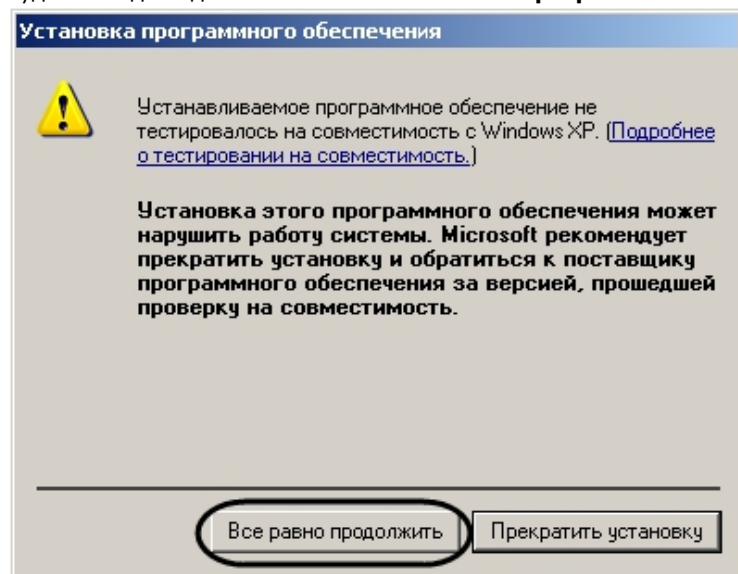 Установка программного обеспечения
Устанавливаемое программное обеспечение не
тестировалось на совместимость с Windows XP. (Подробнее
о тестировании на совместимость.)
Установка этого программного обеспечения может
нарушить работу системы. Microsoft рекомендует
прекратить установку и обратиться к поставщику
программного обеспечения за версией, прошедшей
проверку на совместимость.
Все равно продолжить Прекратить установку